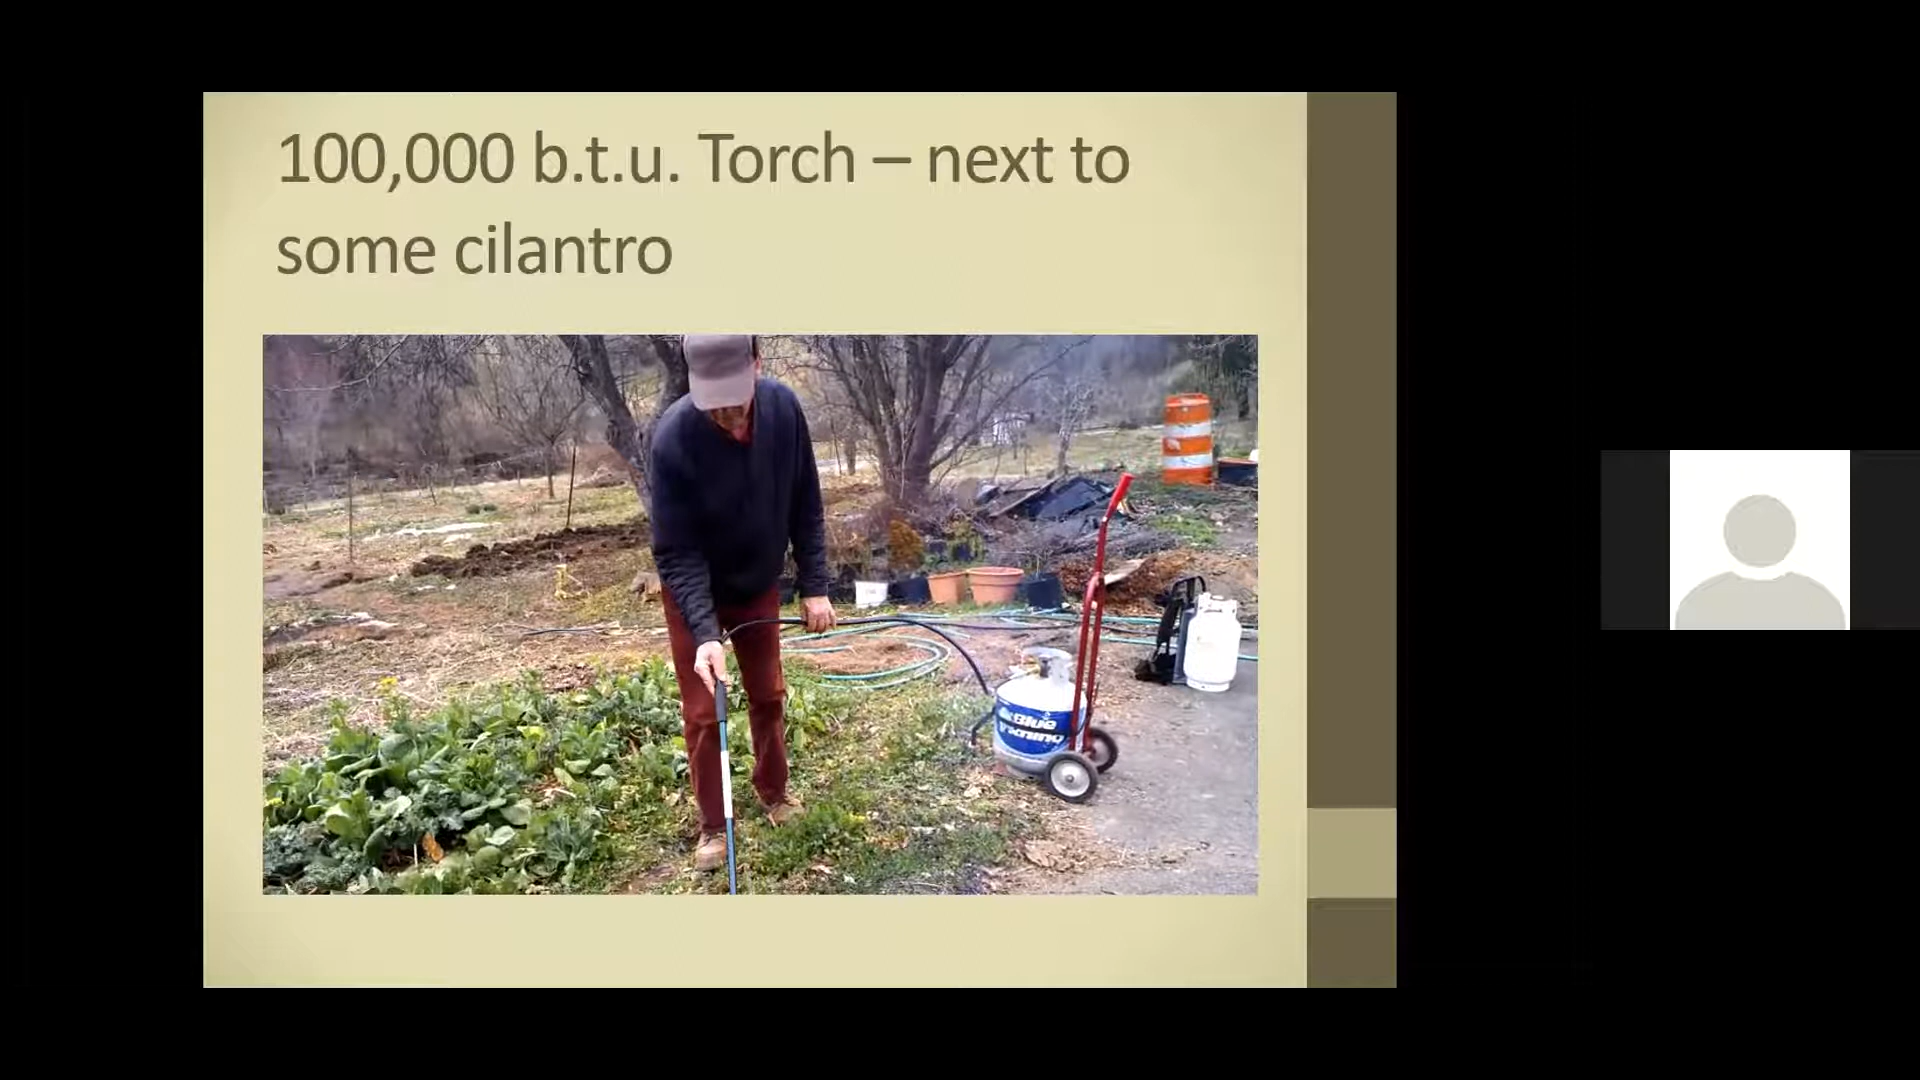 100,000 b.t.u. Torch – next to
some cilantro
Blue